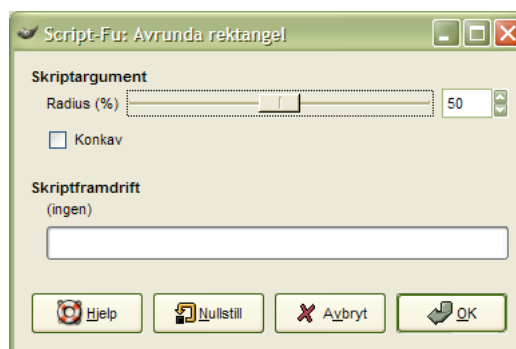 Script-Fu: Avrunda rektangel
Skriptargument
Radius (%) 50
Konkav
Skriptframdrift
(ingen)
Hjelp Nullstill Avbryt OK